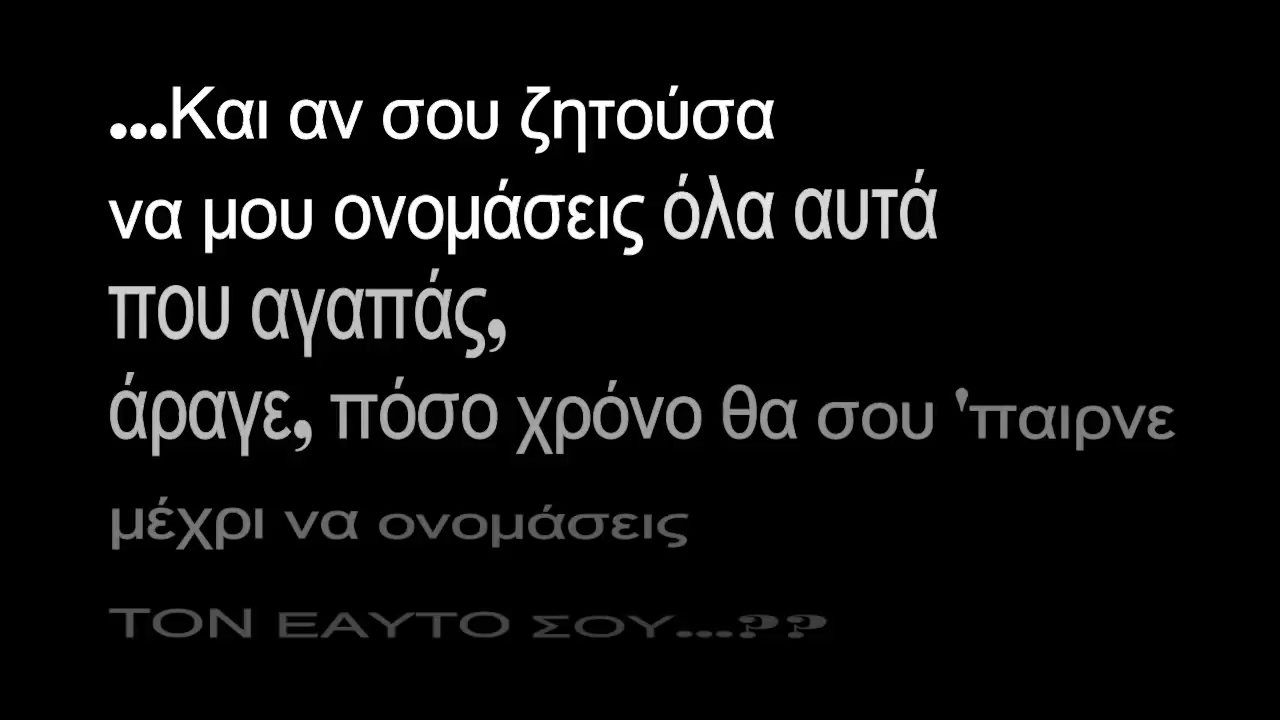 ...Και αν σου ζητούσα
να μου ονομάσεις όλα αυτά
που αγαπάς,
άραγε, πόσο χρόνο θα σου 'παιρνε
μέχρι να ονομάσεις
ΤΟΝ ΕΑΥΤΟ ΣΟΥ...??